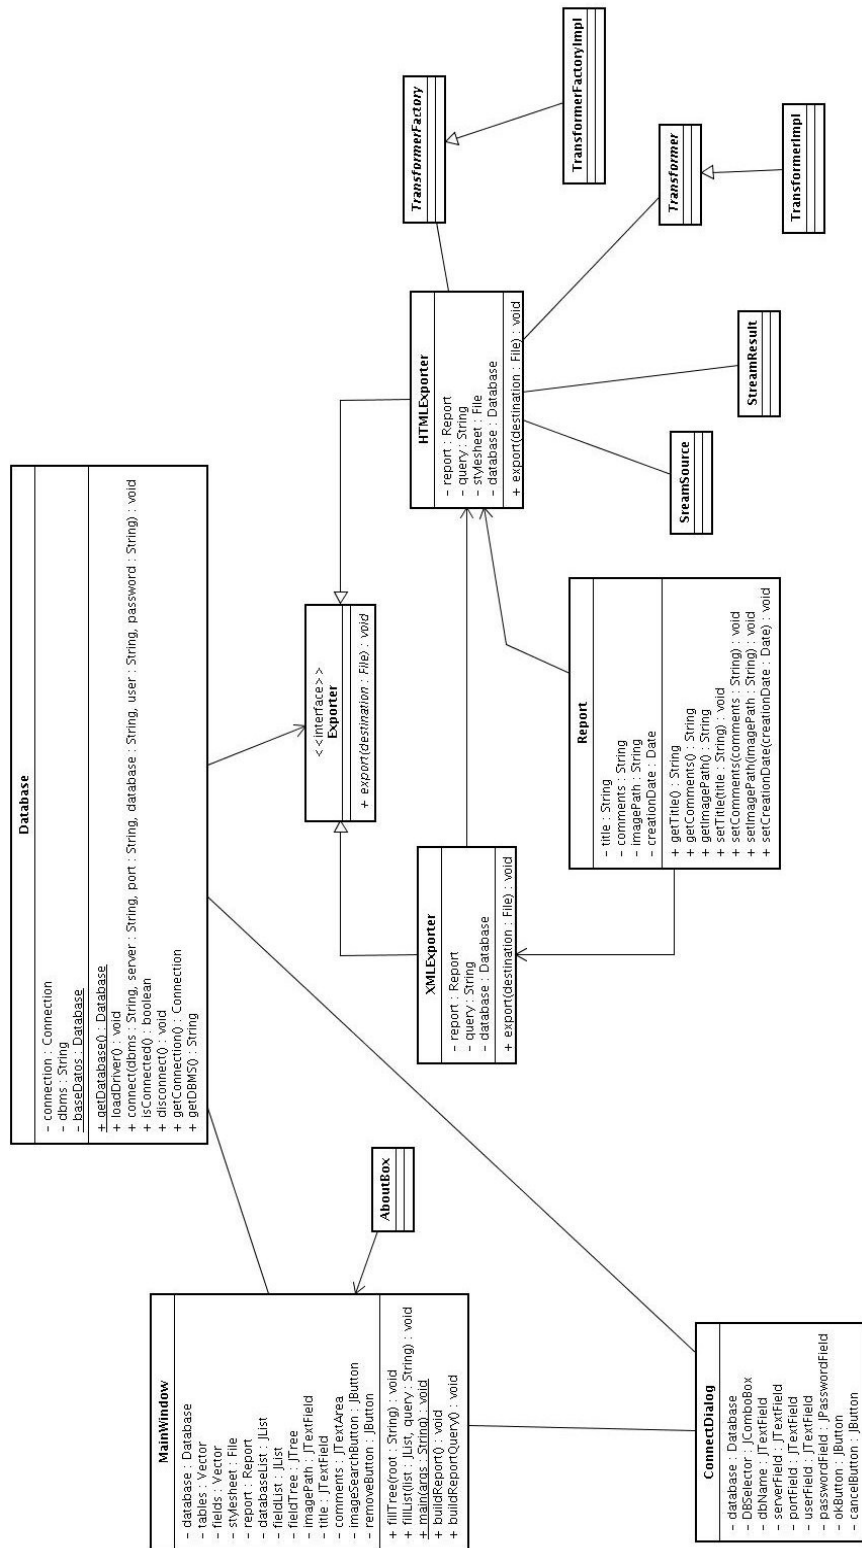 Database
- connection : Connection
- dbms : String
- baseDatos : Database
+ getDatabase() : Database
+ loadDriver() : void
+ connect(dbms : String, server : String, port : String, database : String, user : String, password : String) : void
+ isConnected() : boolean
+ disconnect() : void
+ getConnection() : Connection
+ getDBMS() : String
MainWindow
- database : Database
- tables : Vector
- fields : Vector
- stylesheet : File
- report : Report
- databaseList : JList
- fieldList : JList
- fieldTree : JTree
- imagePath : JTextField
- title : JTextField
- comments : JTextArea
- imageSearchButton : JButton
- removeButton : JButton
+ fillTree(root : String) : void
+ fillList(list : JList, query : String) : void
+ main(args : String) : void
+ buildReport() : void
+ buildReportQuery() : void
AboutBox
< <interface> >
Exporter
+ export(destination : File) : void
XMLExporter
- report : Report
- query : String
- database : Database
+ export(destination : File) : void
HTMLExporter
- report : Report
- query : String
- stylesheet : File
- database : Database
+ export(destination : File) : void
TransformerFactory
TransformerFactoryImpl
Transformer
TransformerImpl
StreamResult
SreamSource
Report
- title : String
- comments : String
- imagePath : String
- creationDate : Date
+ getTitle() : String
+ getComments() : String
+ getImagePath() : String
+ setTitle(title : String) : void
+ setComments(comments : String) : void
+ setImagePath(imagePath : String) : void
+ setCreationDate(creationDate : Date) : void
ConnectDialog
- database : Database
- DBSelector : JComboBox
- dbName : JTextField
- serverField : JTextField
- portField : JTextField
- userField : JTextField
- passwordField : JPasswordField
- okButton : JButton
- cancelButton : JButton